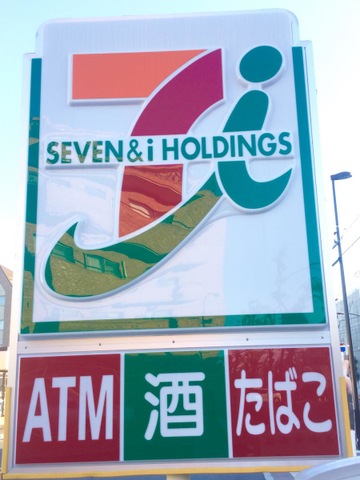 SEVEN & i HOLDINGS
ATM 酒 たばこ